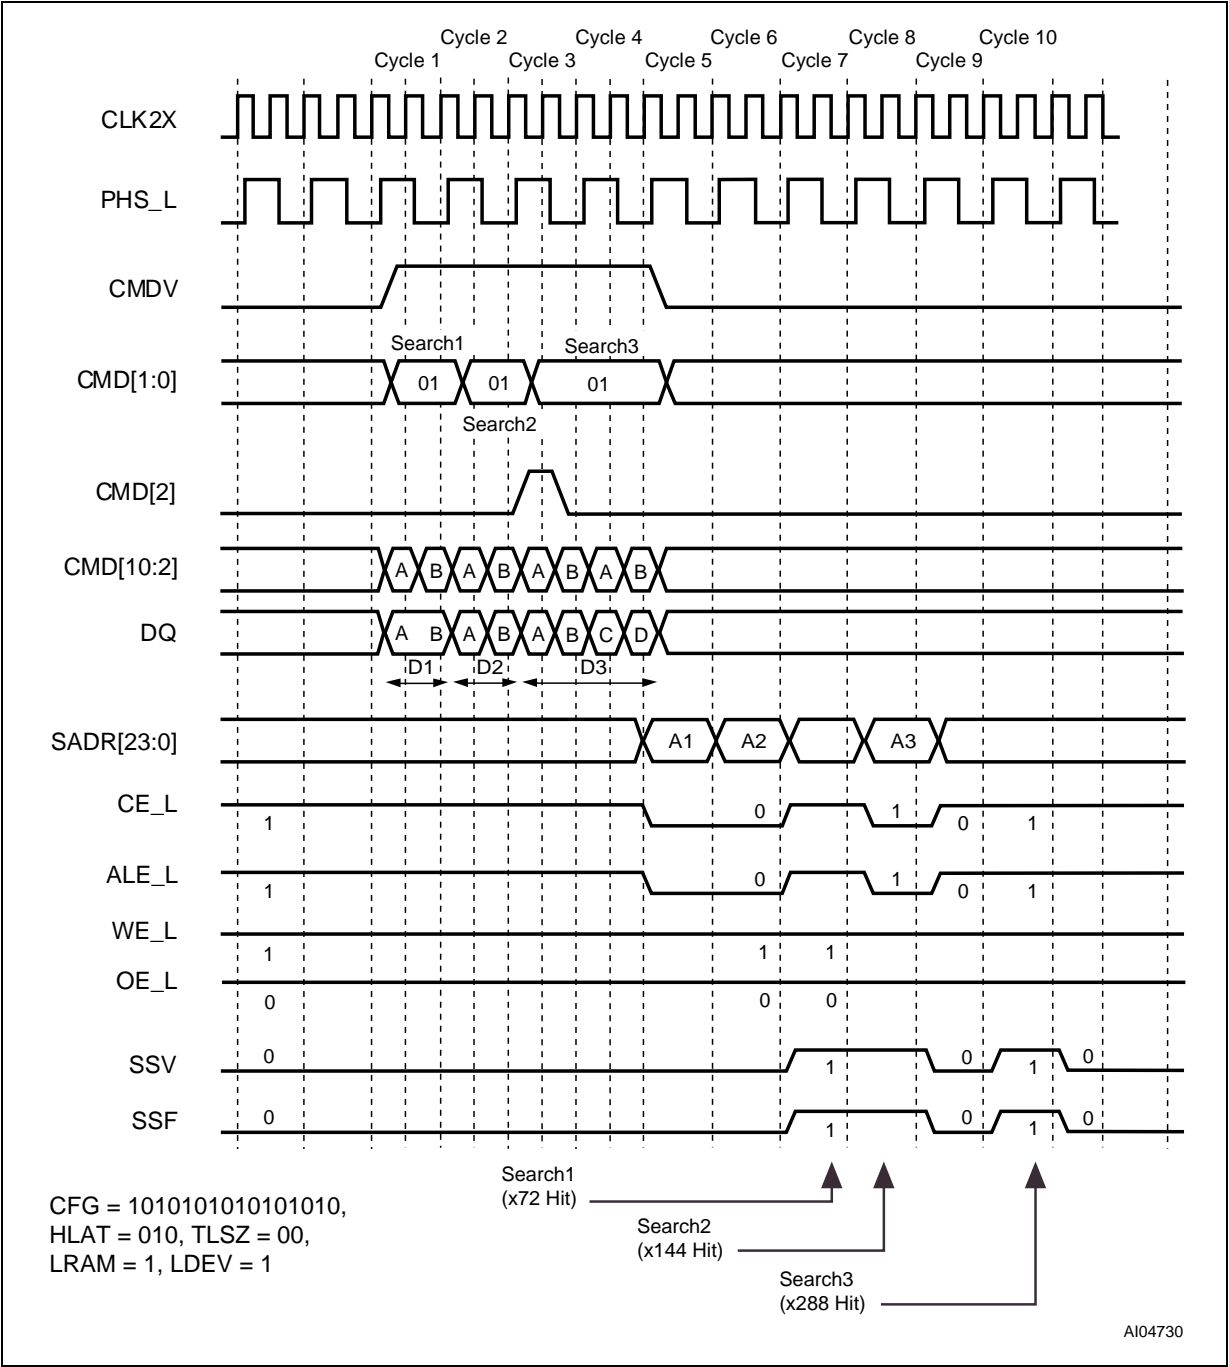 Cycle 2 Cycle 4 Cycle 6 Cycle 8 Cycle 10
Cycle 1 Cycle 3 Cycle 5 Cycle 7 Cycle 9
CLK2X
PHS_L
CMDV
Search1 Search3
CMD[1:0] 01 01 01
Search2
CMD[2]
CMD[10:2] A B A B A B A B
DQ A B A B A B C D
D1 D2 D3
SADR[23:0] A1 A2 A3
CE_L 1 0 1 0 1
ALE_L 1 0 1 0 1
WE_L 1 1 1
OE_L 0 0 0
SSV 0 1 0 1 0
SSF 0 1 0 1 0
Search1
(x72 Hit)
Search2
(x144 Hit)
Search3
(x288 Hit)
CFG = 1010101010101010,
HLAT = 010, TLSZ = 00,
LRAM = 1, LDEV = 1
AI04730